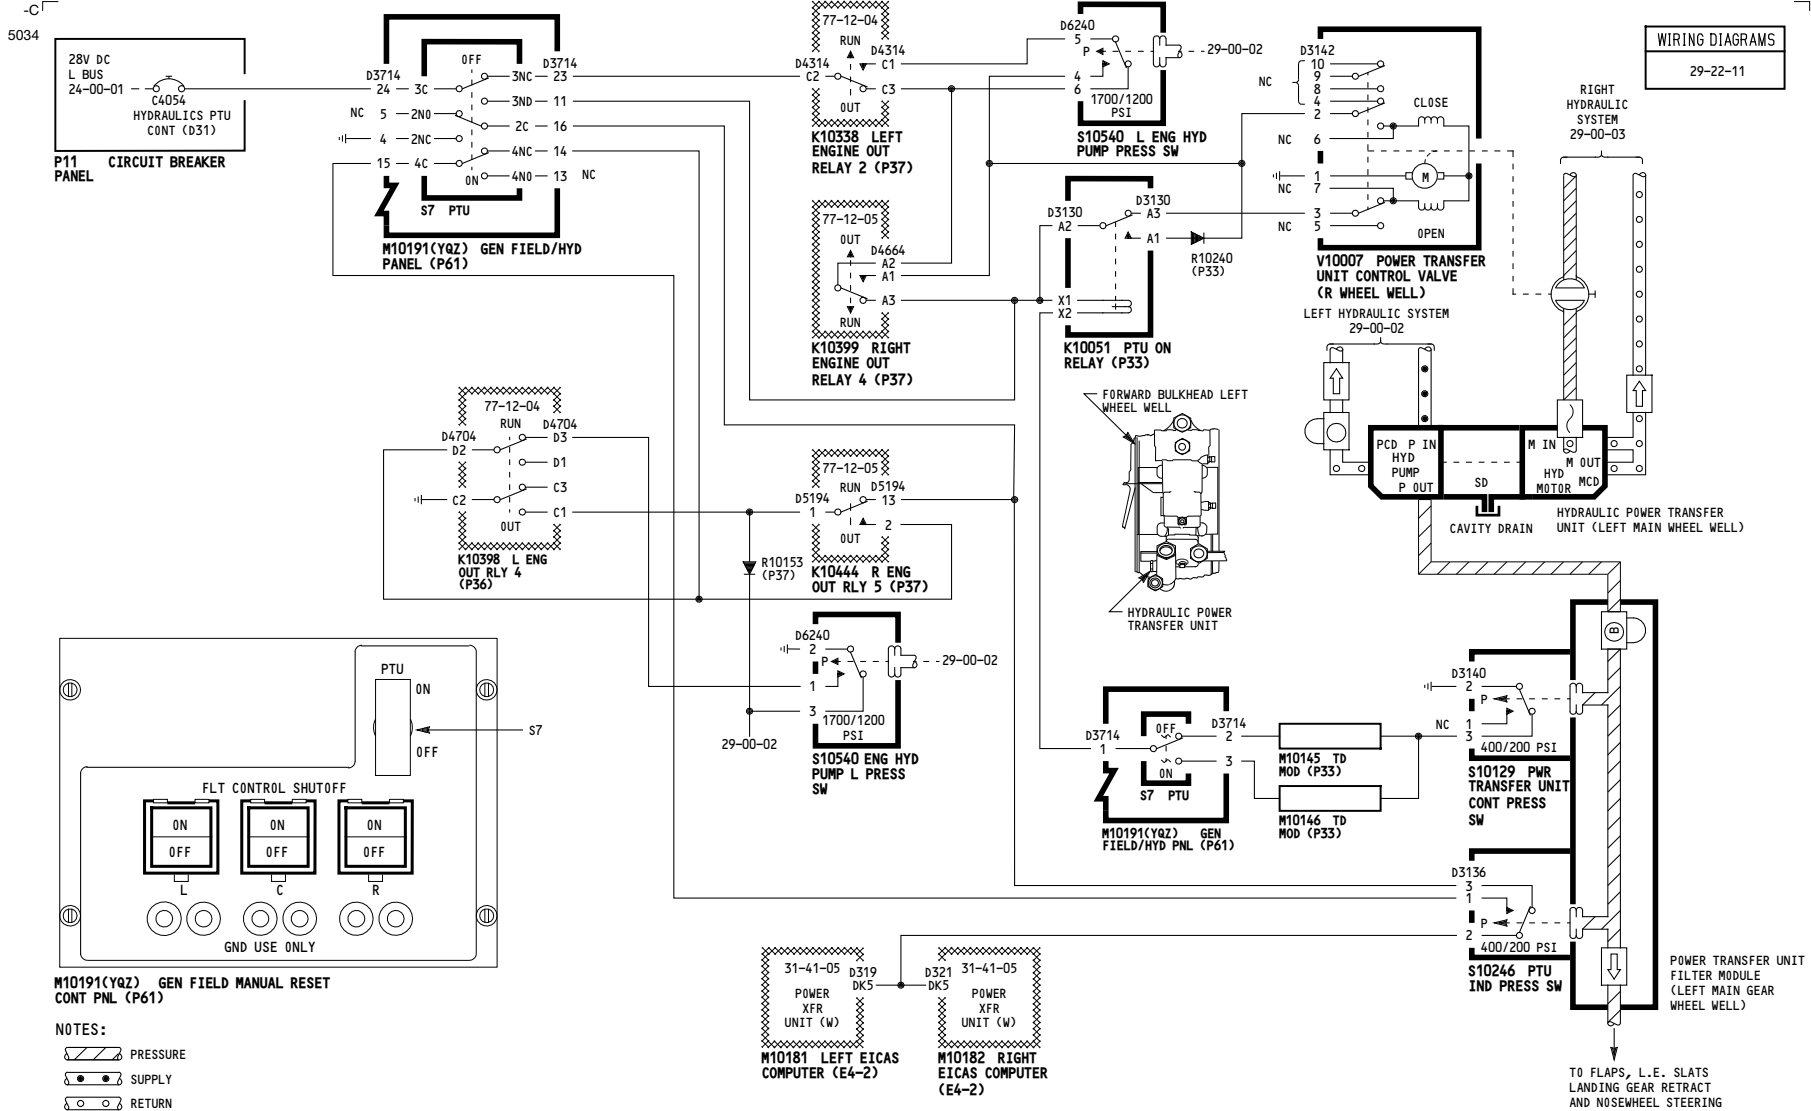 -C
5034
WIRING DIAGRAMS
29-22-11
28V DC
L BUS
24-00-01
C4054
HYDRAULICS PTU
CONT (D31)
P11 CIRCUIT BREAKER
PANEL
D3714
24 3C
NC 5 2NO
4 2NC
15 4C
OFF
ON
D3714
3NC 23
3ND 11
2C 16
4NC 14
4NO 13 NC
S7 PTU
M10191(YQZ) GEN FIELD/HYD
PANEL (P61)
77-12-04
RUN
D4314
C2
D4314
C1
C3
OUT
K10338 LEFT
ENGINE OUT
RELAY 2 (P37)
77-12-05
OUT
D4664
A2
A1
A3
RUN
K10399 RIGHT
ENGINE OUT
RELAY 4 (P37)
D6240
5
P
4
6
1700/1200
PSI
29-00-02
S10540 L ENG HYD
PUMP PRESS SW
D3130
A2
D3130
A3
A1
X1
X2
R10240
(P33)
K10051 PTU ON
RELAY (P33)
D3142
10
9
NC
8
4
2
NC 6
1
NC 7
3
NC 5
CLOSE
M
OPEN
V10007 POWER TRANSFER
UNIT CONTROL VALVE
(R WHEEL WELL)
RIGHT
HYDRAULIC
SYSTEM
29-00-03
LEFT HYDRAULIC SYSTEM
29-00-02
PCD P IN
HYD
PUMP
P OUT
SD
M IN
M OUT
HYD
MOTOR MCD
CAVITY DRAIN
HYDRAULIC POWER TRANSFER
UNIT (LEFT MAIN WHEEL WELL)
FORWARD BULKHEAD LEFT
WHEEL WELL
HYDRAULIC POWER
TRANSFER UNIT
77-12-04
RUN
D4704
D2
C2
D4704
D3
D1
C3
C1
OUT
K10398 L ENG
OUT RLY 4
(P36)
77-12-05
RUN
D5194
1
D5194
13
2
OUT
K10444 R ENG
OUT RLY 5 (P37)
R10153
(P37)
D6240
2
P
1
3
1700/1200
PSI
29-00-02
29-00-02
S10540 ENG HYD
PUMP L PRESS
SW
PTU
ON
OFF
S7
FLT CONTROL SHUTOFF
ON ON ON
OFF OFF OFF
L C R
GND USE ONLY
M10191(YQZ) GEN FIELD MANUAL RESET
CONT PNL (P61)
D3714
1
OFF
ON
D3714
2
3
S7 PTU
M10191(YQZ) GEN
FIELD/HYD PNL (P61)
M10145 TD
MOD (P33)
M10146 TD
MOD (P33)
D3140
2
P
NC 1
3
400/200 PSI
S10129 PWR
TRANSFER UNIT
CONT PRESS
SW
B
D3136
3
1
P
2
400/200 PSI
S10246 PTU
IND PRESS SW
31-41-05
POWER
XFR
UNIT (W)
D319
DK5
M10181 LEFT EICAS
COMPUTER (E4-2)
D321
DK5
31-41-05
POWER
XFR
UNIT (W)
M10182 RIGHT
EICAS COMPUTER
(E4-2)
POWER TRANSFER UNIT
FILTER MODULE
(LEFT MAIN GEAR
WHEEL WELL)
TO FLAPS, L.E. SLATS
LANDING GEAR RETRACT
AND NOSEWHEEL STEERING
NOTES:
PRESSURE
SUPPLY
RETURN